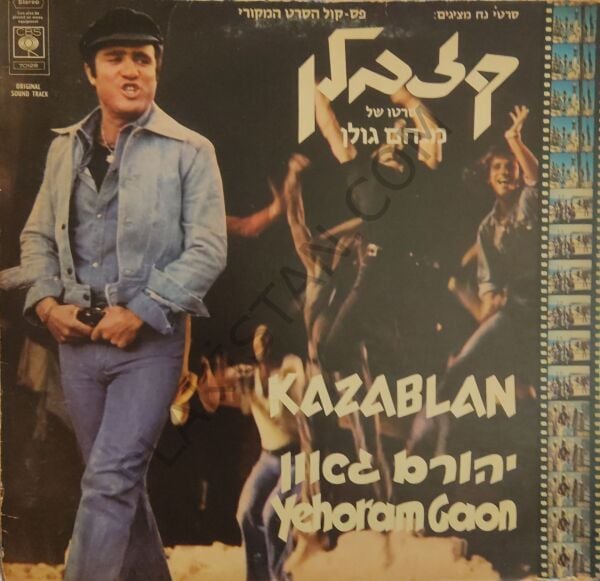 Stereo
CBS
70128
ORIGINAL
SOUND TRACK
פס-קול הסרט המקורי
סרטי נח מציגים:
קזבלן
סרטו של
מנחם גולן
KAZABLAN
יהורם גאון
Yehoram Gaon